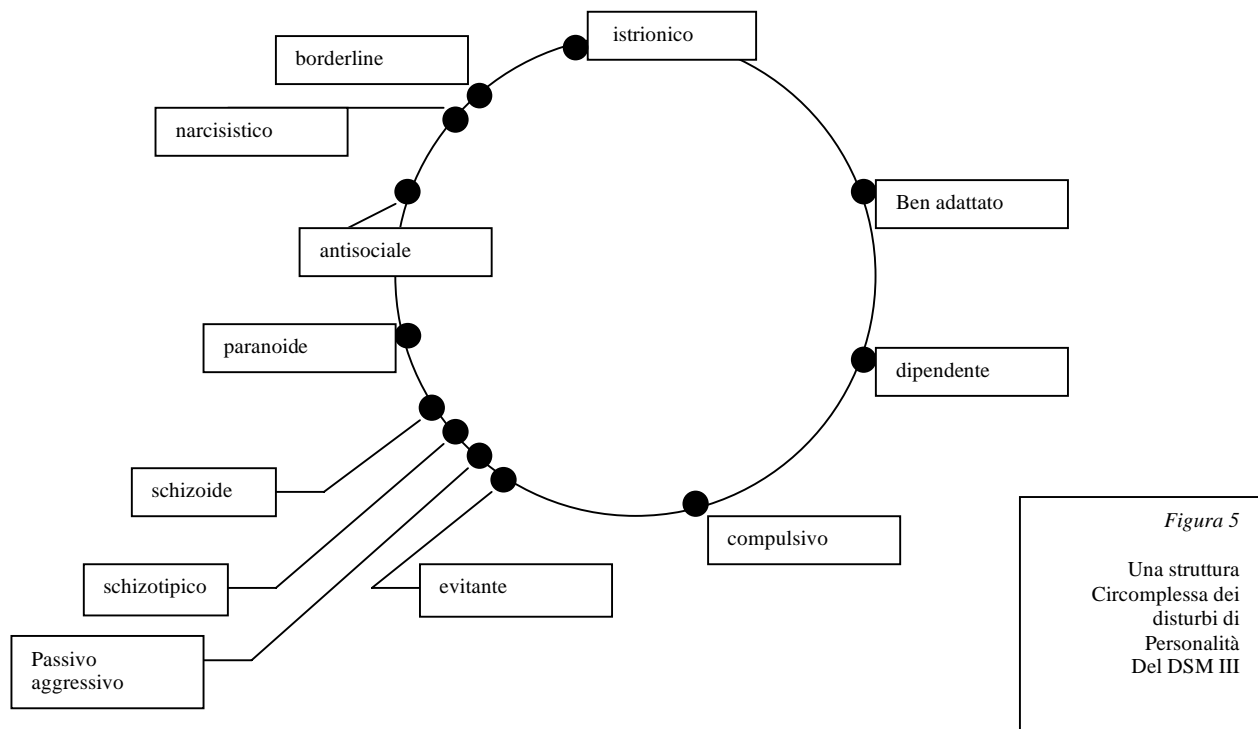 istrionico
borderline
narcisistico
Ben adattato
antisociale
paranoide
dipendente
schizoide
compulsivo
schizotipico
evitante
Passivo
aggressivo
Figura 5
Una struttura
Circomplessa dei
disturbi di
Personalità
Del DSM III